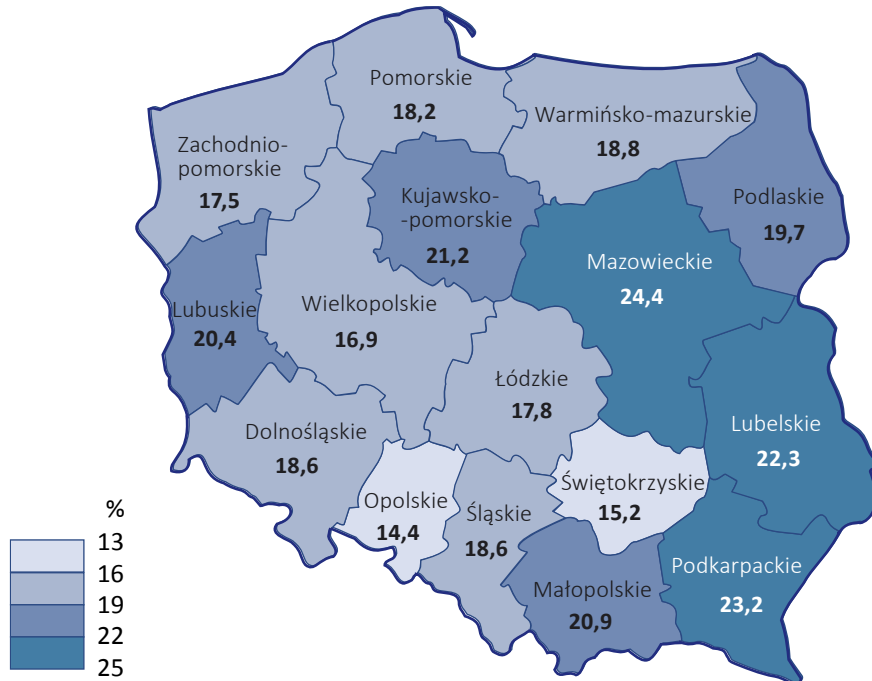 Pomorskie
18,2
Warmińsko-mazurskie
18,8
Zachodnio-
pomorskie
17,5
Kujawsko-
-pomorskie
21,2
Podlaskie
19,7
Mazowieckie
24,4
Lubuskie
20,4
Wielkopolskie
16,9
Łódzkie
17,8
Lubelskie
22,3
Dolnośląskie
18,6
Opolskie
14,4
Śląskie
18,6
Świętokrzyskie
15,2
Małopolskie
20,9
Podkarpackie
23,2
%
13
16
19
22
25